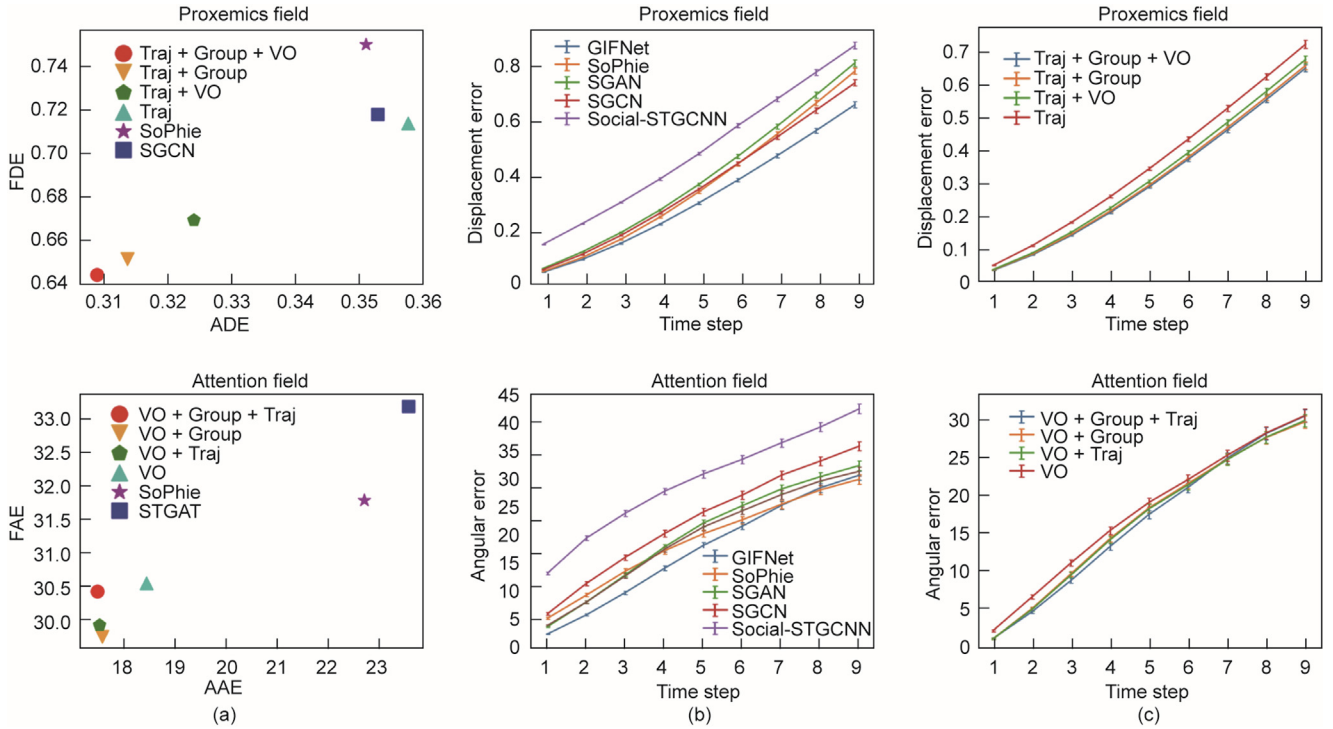 Proxemics field
FDE
0.74
0.72
0.70
0.68
0.66
0.64
Traj + Group + VO
Traj + Group
Traj + VO
Traj
SoPhie
SGCN
0.31 0.32 0.33 0.34 0.35 0.36
ADE
Proxemics field
Displacement error
0.8
0.6
0.4
0.2
0
GIFNet
SoPhie
SGAN
SGCN
Social-STGCNN
1 2 3 4 5 6 7 8 9
Time step
Proxemics field
Displacement error
0.7
0.6
0.5
0.4
0.3
0.2
0.1
0
Traj + Group + VO
Traj + Group
Traj + VO
Traj
1 2 3 4 5 6 7 8 9
Time step
Attention field
FAE
33.0
32.5
32.0
31.5
31.0
30.5
30.0
VO + Group + Traj
VO + Group
VO + Traj
VO
SoPhie
STGAT
18 19 20 21 22 23
AAE
(a)
Attention field
Angular error
45
40
35
30
25
20
15
10
5
0
GIFNet
SoPhie
SGAN
SGCN
Social-STGCNN
1 2 3 4 5 6 7 8 9
Time step
(b)
Attention field
Angular error
30
25
20
15
10
5
0
VO + Group + Traj
VO + Group
VO + Traj
VO
1 2 3 4 5 6 7 8 9
Time step
(c)